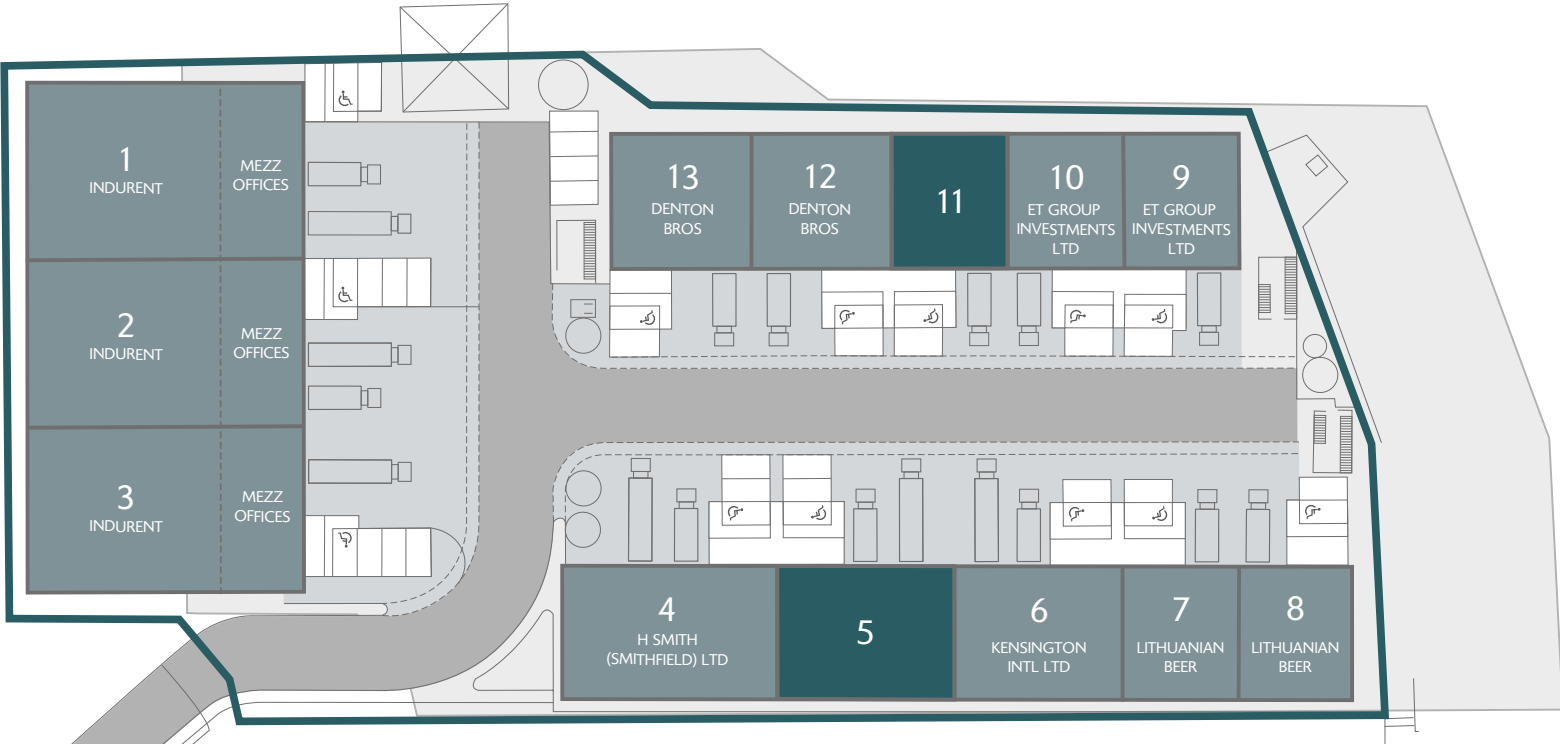 1
INDURENT
MEZZ
OFFICES
2
INDURENT
MEZZ
OFFICES
3
INDURENT
MEZZ
OFFICES
13
DENTON
BROS
12
DENTON
BROS
11
10
ET GROUP
INVESTMENTS
LTD
9
ET GROUP
INVESTMENTS
LTD
4
H SMITH
(SMITHFIELD) LTD
5
6
KENSINGTON
INTL LTD
7
LITHUANIAN
BEER
8
LITHUANIAN
BEER